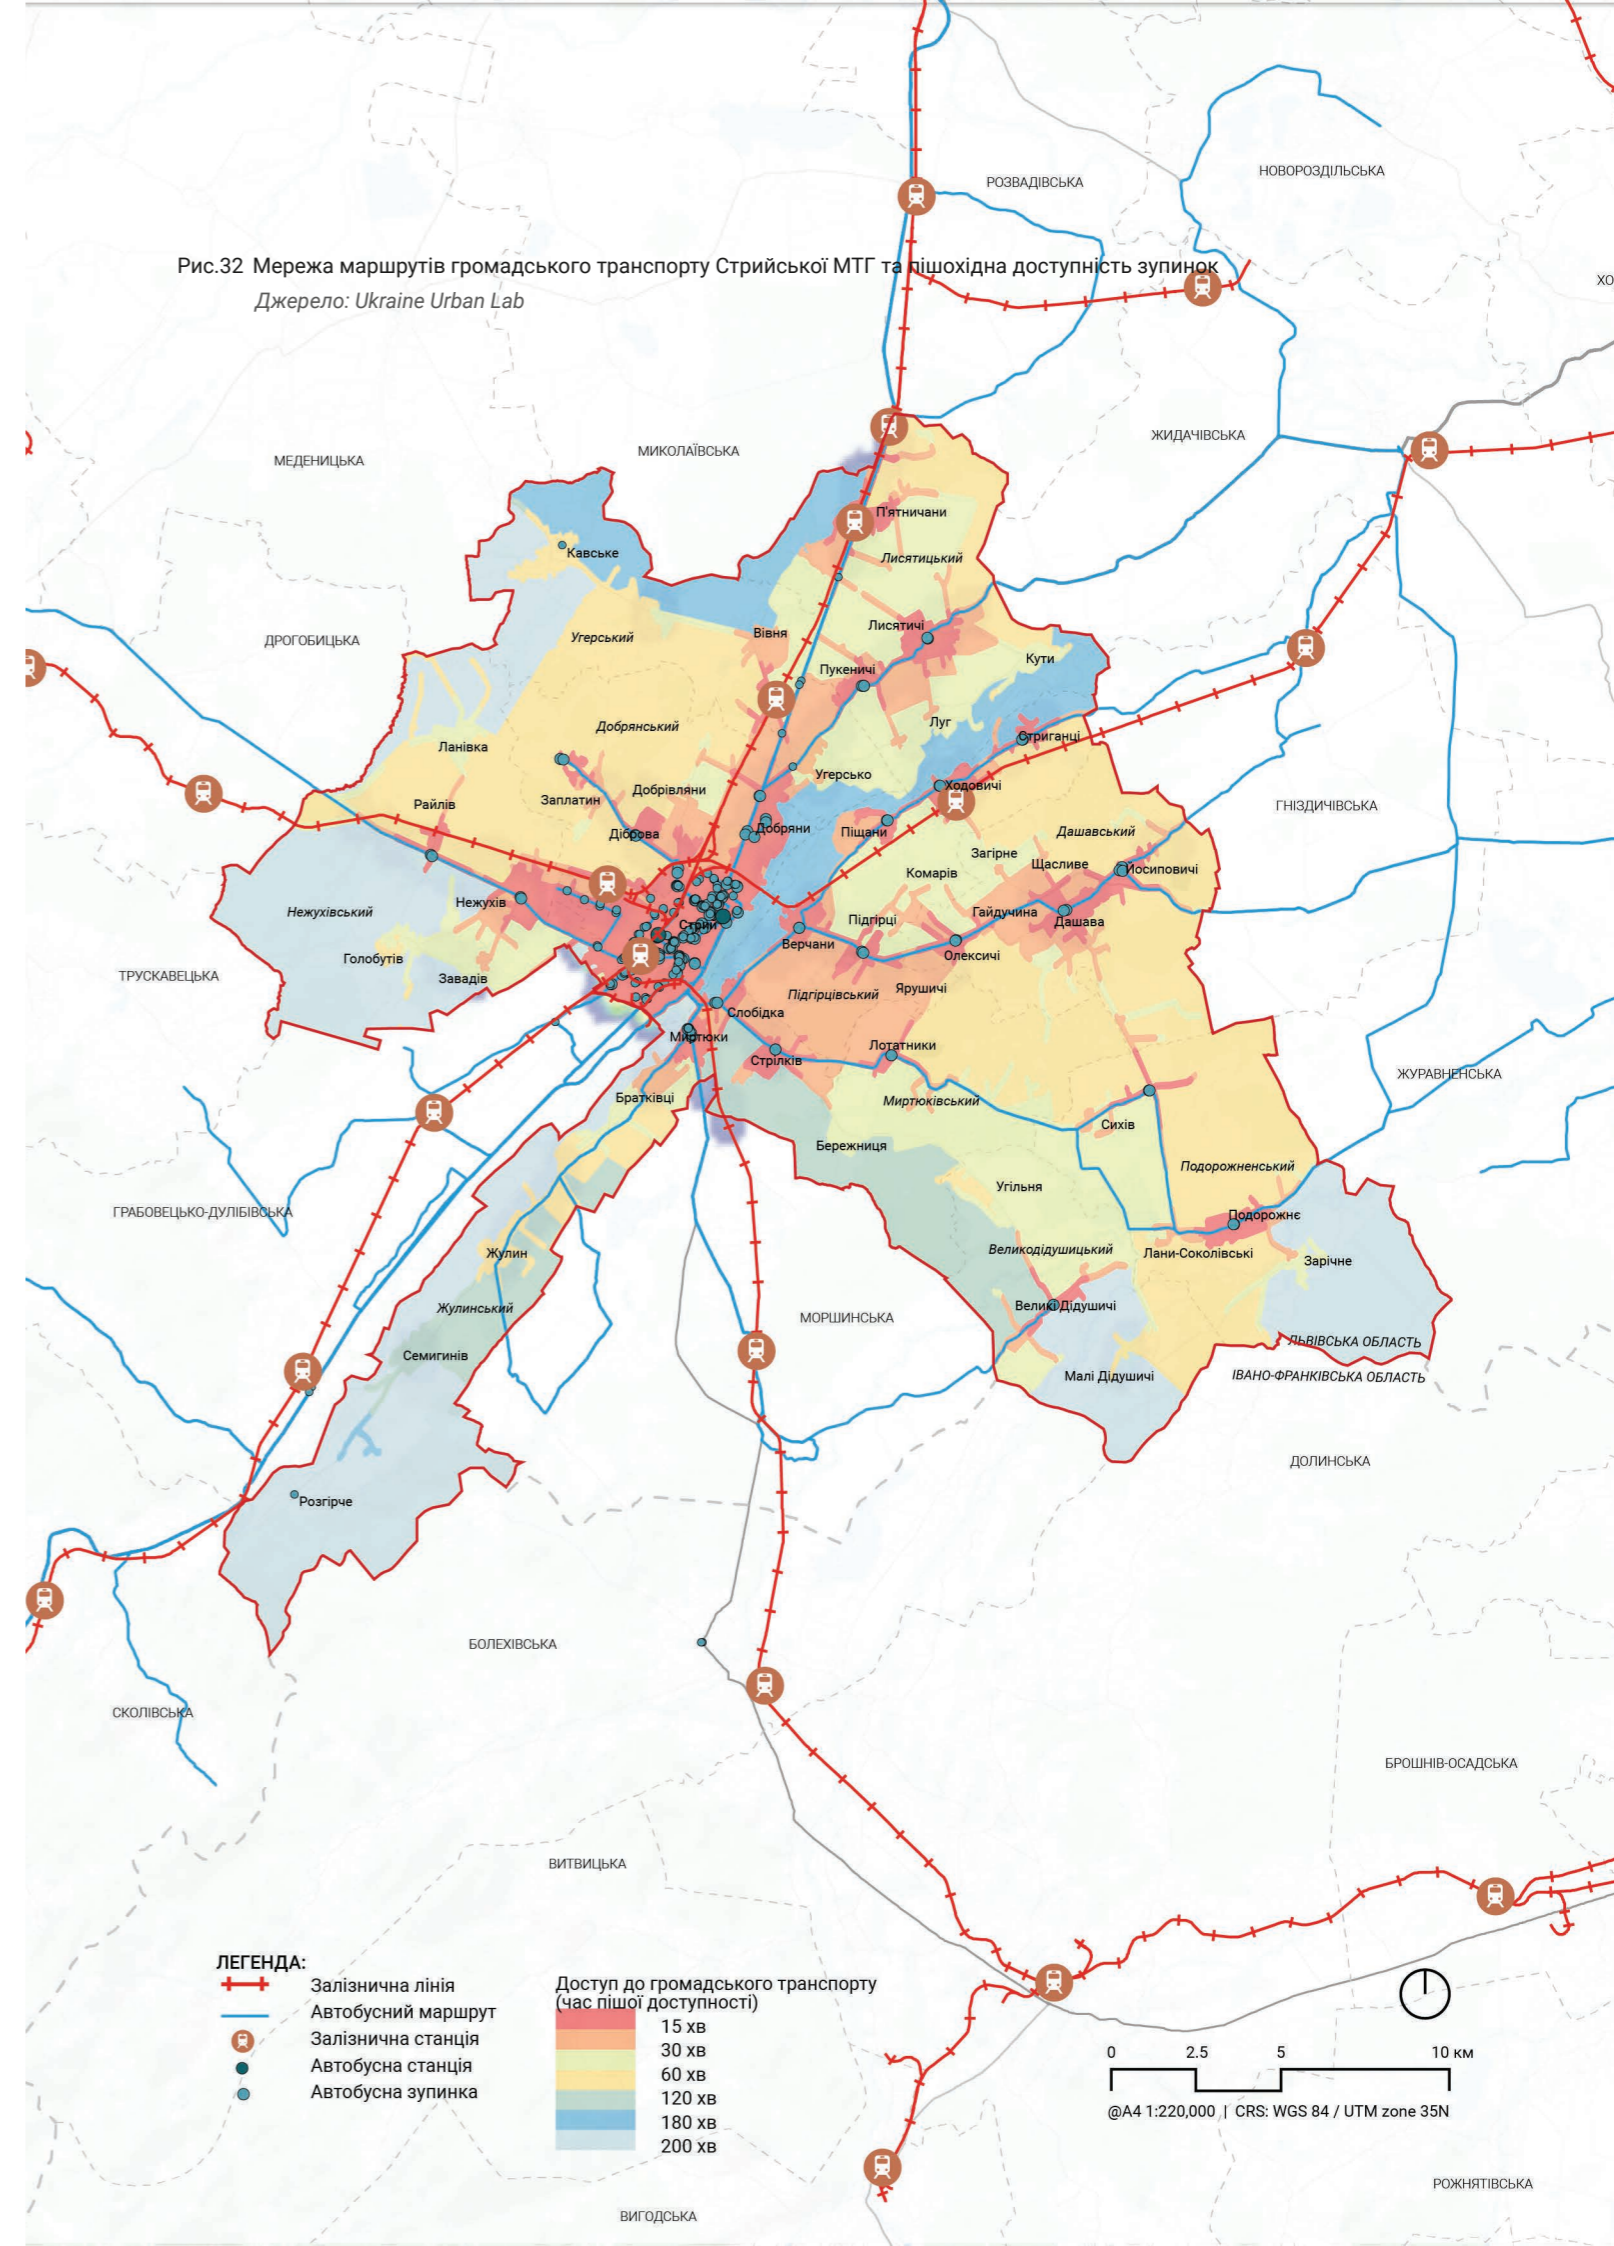 РОЗВАДІВСЬКА
НОВОРОЗДІЛЬСЬКА
Рис.32 Мережа маршрутів громадського транспорту Стрийської МТГ та пішохідна доступність зупинок
Джерело: Ukraine Urban Lab
ХО
МИКОЛАЇВСЬКА
ЖИДАЧІВСЬКА
МЕДЕНИЦЬКА
П'ятничани
Кавське
Лисятицький
Лисятичі
Вівня
Угерський
ДРОГОБИЦЬКА
Кути
Пукеничі
Луг
Добрянський
Стриганці
Ланівка
Угерсько
Ходовичі
Добрівляни
Заплатин
Райлів
ГНІЗДИЧІВСЬКА
Добряни
Піщани
Дашавський
Діброва
Загірне
Щасливе
Йосиповичі
Комарів
Нежухів
Нежухівський
Підгірці
Гайдучина
Дашава
Стрий
Верчани
Олексичі
Голобутів
ТРУСКАВЕЦЬКА
Завадів
Ярушичі
Підгірцівський
Слобідка
Миртюки
Лотатники
Стрілків
ЖУРАВНЕНСЬКА
Братківці
Миртюківський
Сихів
Бережниця
Подорожненський
Угільня
ГРАБОВЕЦЬКО-ДУЛІБІВСЬКА
Подорожнє
Великодідушицький
Лани-Соколівські
Жулин
Зарічне
Великі Дідушичі
Жулинський
МОРШИНСЬКА
ЛЬВІВСЬКА ОБЛАСТЬ
Семигинів
Малі Дідушичі
ІВАНО-ФРАНКІВСЬКА ОБЛАСТЬ
ДОЛИНСЬКА
Розгірче
БОЛЕХІВСЬКА
СКОЛІВСЬКА
БРОШНІВ-ОСАДСЬКА
ВИТВИЦЬКА
ЛЕГЕНДА:
Залізнична лінія
Автобусний маршрут
Залізнична станція
Автобусна станція
Автобусна зупинка
Доступ до громадського транспорту
(час пішої доступності)
15 хв
30 хв
60 хв
120 хв
180 хв
200 хв
0 2.5 5 10 км
@A4 1:220,000 | CRS: WGS 84 / UTM zone 35N
РОЖНЯТІВСЬКА
ВИГОДСЬКА